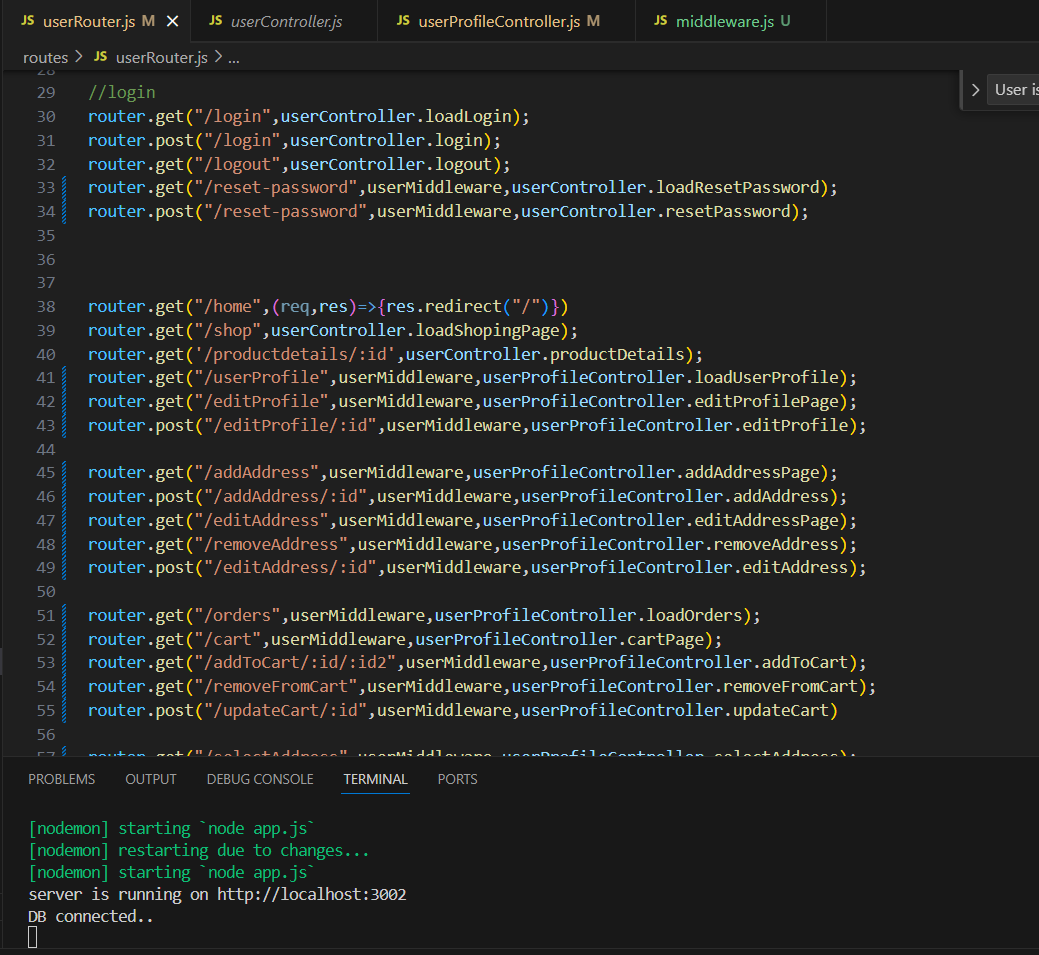 JS userRouter.js M ✕ JS userController.js JS userProfileController.js M JS middleware.js U
routes > JS userRouter.js > ...
28
29 //login
30 router.get("/login",userController.loadLogin);
31 router.post("/login",userController.login);
32 router.get("/logout",userController.logout);
33 router.get("/reset-password",userMiddleware,userController.loadResetPassword);
34 router.post("/reset-password",userMiddleware,userController.resetPassword);
35
36
37
38 router.get("/home",(req,res)=>{res.redirect("/")})
39 router.get("/shop",userController.loadShopingPage);
40 router.get('/productdetails/:id',userController.productDetails);
41 router.get("/userProfile",userMiddleware,userProfileController.loadUserProfile);
42 router.get("/editProfile",userMiddleware,userProfileController.editProfilePage);
43 router.post("/editProfile/:id",userMiddleware,userProfileController.editProfile);
44
45 router.get("/addAddress",userMiddleware,userProfileController.addAddressPage);
46 router.post("/addAddress/:id",userMiddleware,userProfileController.addAddress);
47 router.get("/editAddress",userMiddleware,userProfileController.editAddressPage);
48 router.get("/removeAddress",userMiddleware,userProfileController.removeAddress);
49 router.post("/editAddress/:id",userMiddleware,userProfileController.editAddress);
50
51 router.get("/orders",userMiddleware,userProfileController.loadOrders);
52 router.get("/cart",userMiddleware,userProfileController.cartPage);
53 router.get("/addToCart/:id/:id2",userMiddleware,userProfileController.addToCart);
54 router.get("/removeFromCart",userMiddleware,userProfileController.removeFromCart);
55 router.post("/updateCart/:id",userMiddleware,userProfileController.updateCart)
56
57 router.get("/selectAddress",userMiddleware,userProfileController.selectAddress);
> User is
PROBLEMS OUTPUT DEBUG CONSOLE TERMINAL PORTS
[nodemon] starting `node app.js`
[nodemon] restarting due to changes...
[nodemon] starting `node app.js`
server is running on http://localhost:3002
DB connected..